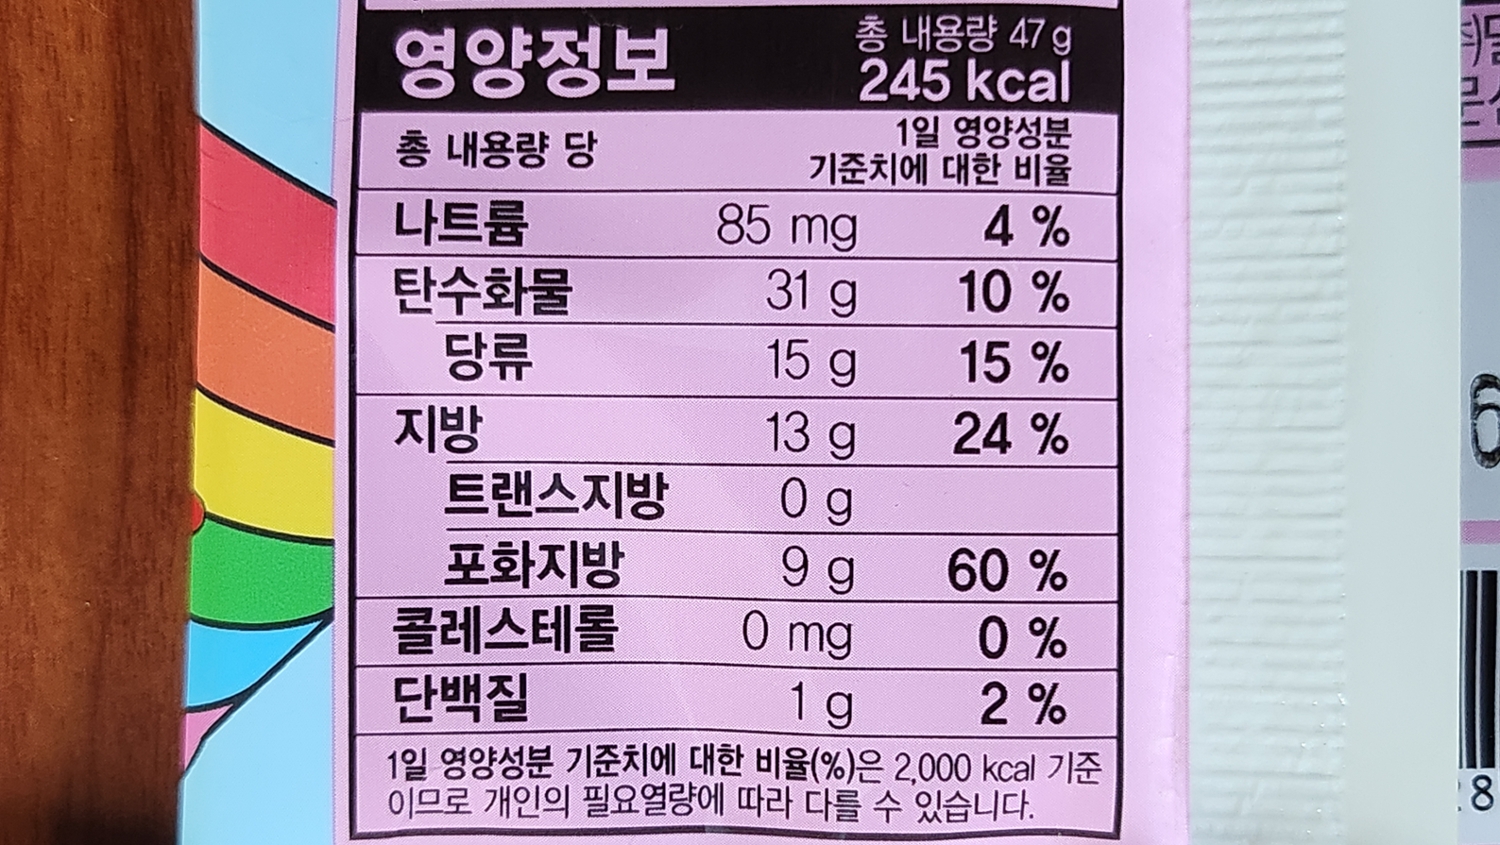 영양정보
총 내용량 47 g
245 kcal
총 내용량 당
1일 영양성분
기준치에 대한 비율
나트륨 85 mg 4 %
탄수화물 31 g 10 %
당류 15 g 15 %
지방 13 g 24 %
트랜스지방 0 g
포화지방 9 g 60 %
콜레스테롤 0 mg 0 %
단백질 1 g 2 %
1일 영양성분 기준치에 대한 비율(%)은 2,000 kcal 기준
이므로 개인의 필요열량에 따라 다를 수 있습니다.
6
8